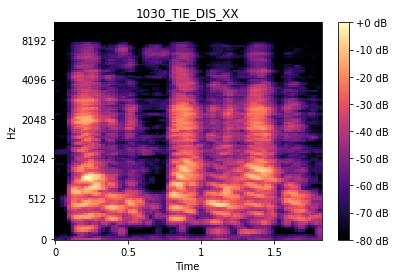 1030_TIE_DIS_XX
+0 dB
8192
-10 dB
4096
-20 dB
-30 dB
2048
Hz
-40 dB
1024
-50 dB
512
-60 dB
-70 dB
0
-80 dB
0
0.5
1
1.5
Time